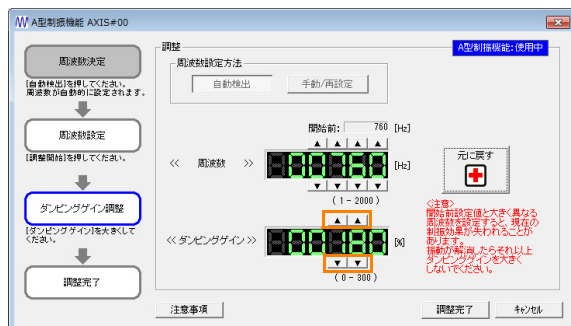 A型制振機能 AXIS#00
周波数決定
[自動検出]を押してください。
周波数が自動的に設定されます。
周波数設定
[調整開始]を押してください。
ダンピングゲイン調整
[ダンピングゲイン]を大きくして
ください。
調整完了
調整
A型制振機能:使用中
周波数設定方法
自動検出
手動/再設定
開始前: 760 [Hz]
▲ ▲ ▲ ▲
<< 周波数 >> [Hz]
▼ ▼ ▼ ▼
( 1 - 2000 )
▲ ▲
<< ダンピングゲイン >> [%]
▼ ▼
( 0 - 300 )
元に戻す
<注意>
開始前設定値と大きく異なる
周波数を設定すると、現在の
制振効果が失われることが
あります。
振動が解消したらそれ以上
ダンピングゲインを大きく
しないでください。
注意事項
調整完了
キャンセル